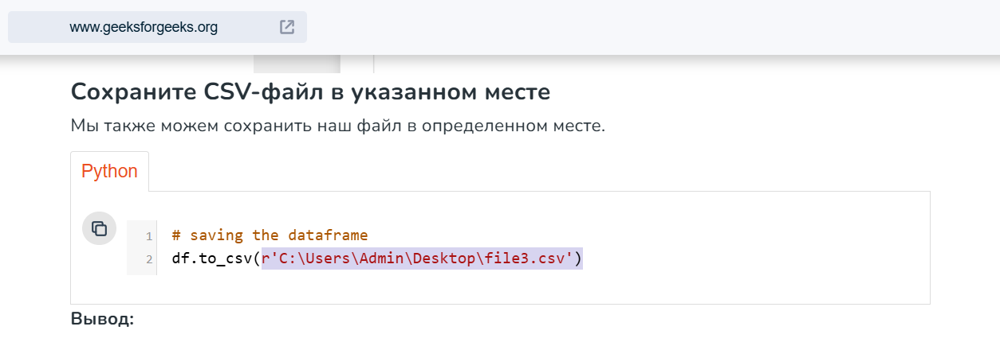 www.geeksforgeeks.org
Сохраните CSV-файл в указанном месте
Мы также можем сохранить наш файл в определенном месте.
Python
1 # saving the dataframe
2 df.to_csv(r'C:\Users\Admin\Desktop\file3.csv')
Вывод: